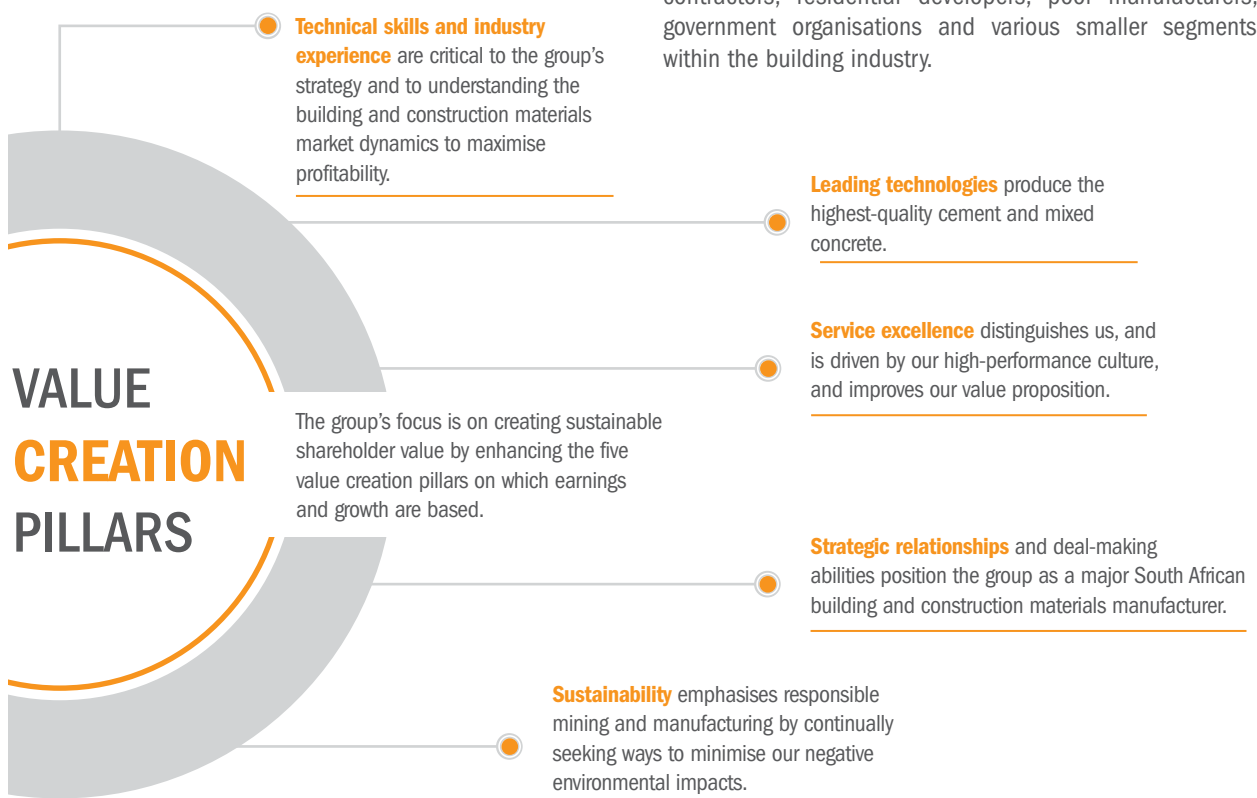 contractors, residential developers, poor manufacturers,
government organisations and various smaller segments
within the building industry.
Technical skills and industry
experience are critical to the group's
strategy and to understanding the
building and construction materials
market dynamics to maximise
profitability.
Leading technologies produce the
highest-quality cement and mixed
concrete.
Service excellence distinguishes us, and
is driven by our high-performance culture,
and improves our value proposition.
VALUE
CREATION
PILLARS
The group's focus is on creating sustainable
shareholder value by enhancing the five
value creation pillars on which earnings
and growth are based.
Strategic relationships and deal-making
abilities position the group as a major South African
building and construction materials manufacturer.
Sustainability emphasises responsible
mining and manufacturing by continually
seeking ways to minimise our negative
environmental impacts.